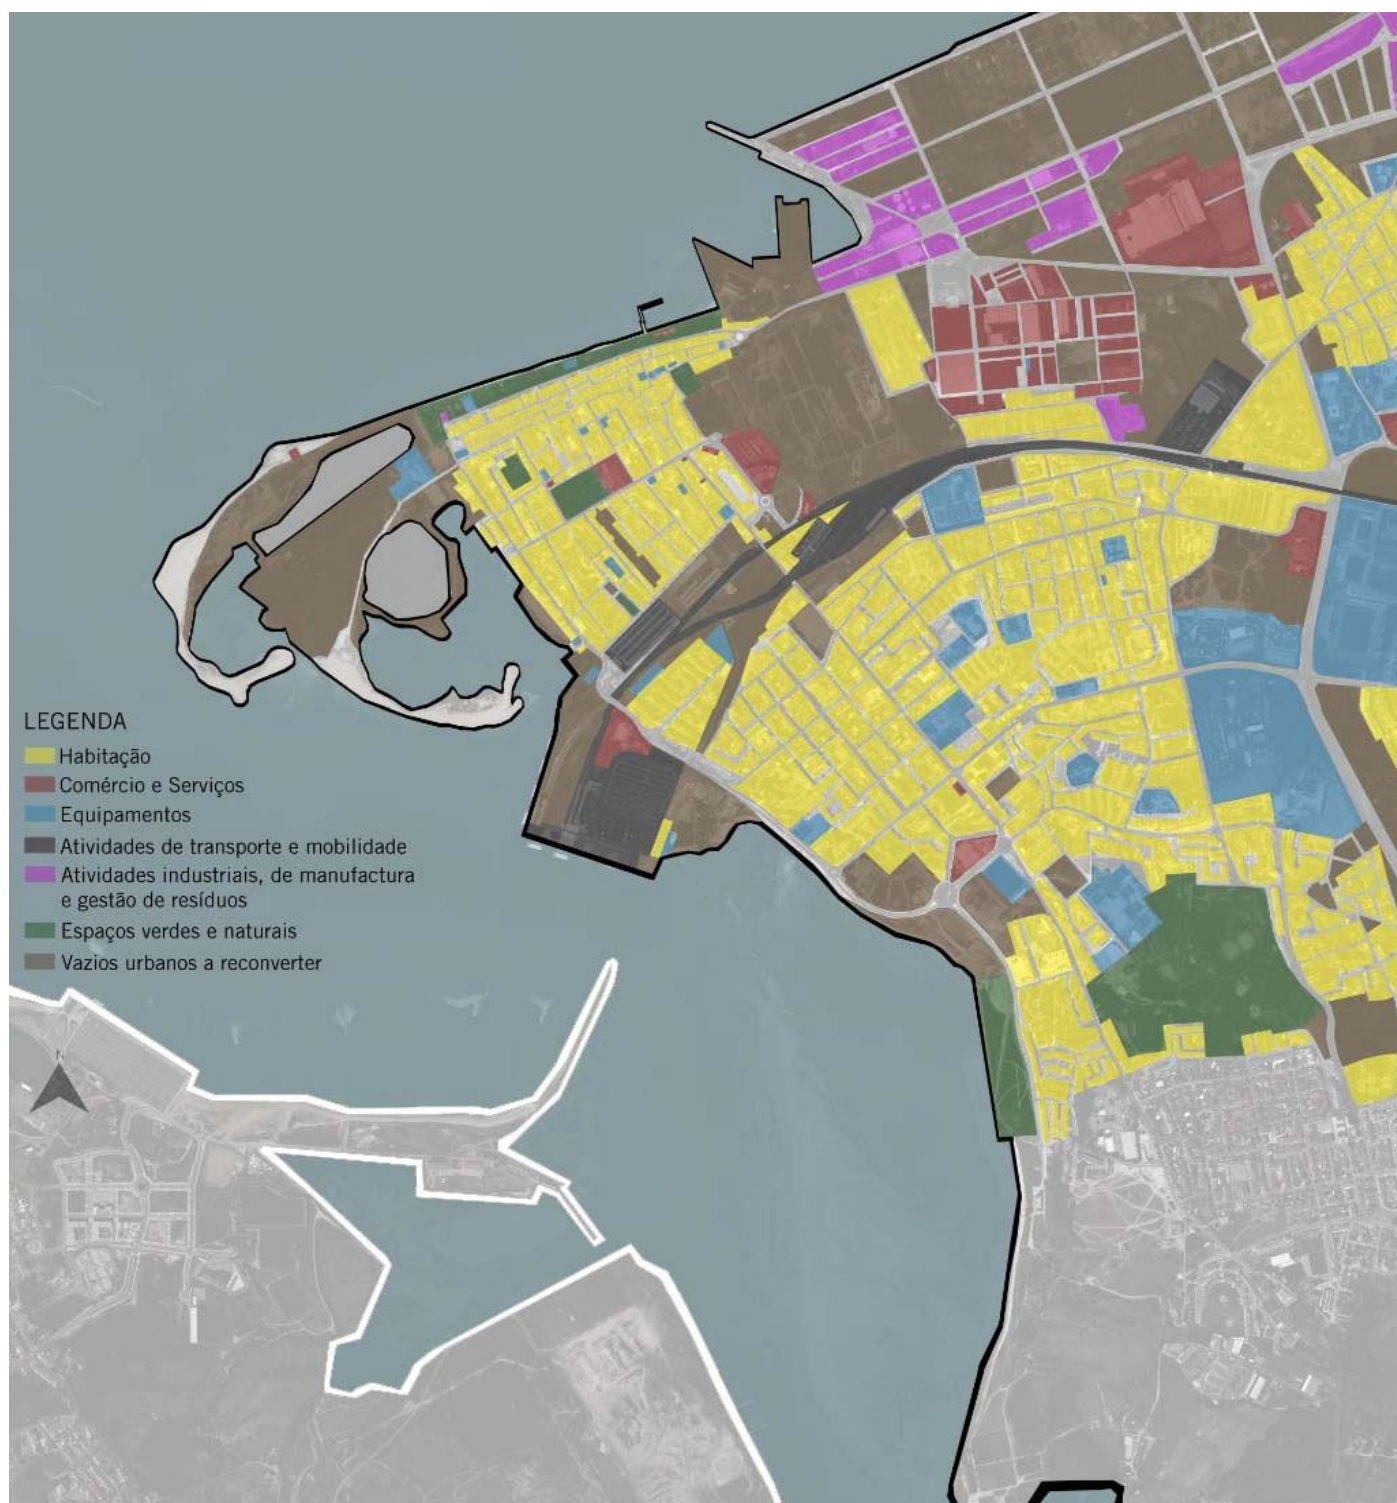 LEGENDA
Habitação
Comércio e Serviços
Equipamentos
Atividades de transporte e mobilidade
Atividades industriais, de manufactura
e gestão de resíduos
Espaços verdes e naturais
Vazios urbanos a reconverter
N